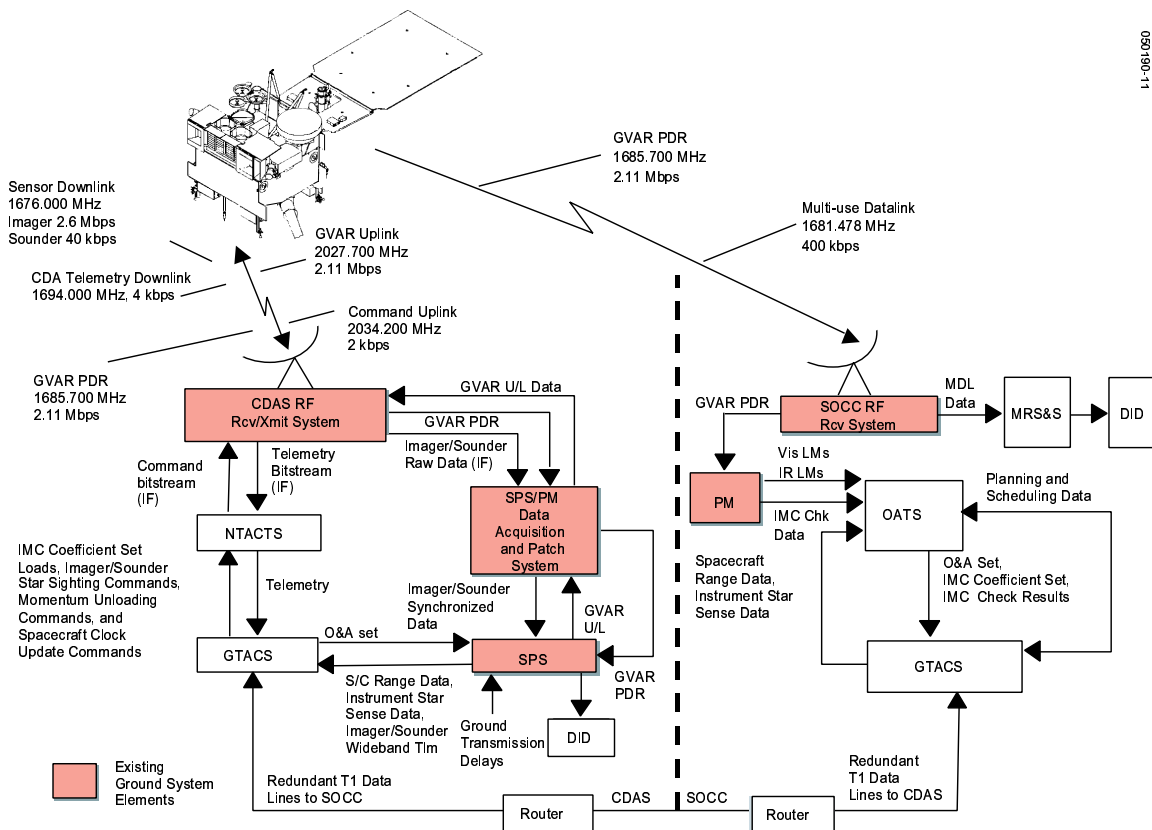 050190-11
GVAR PDR
1685.700 MHz
2.11 Mbps
Sensor Downlink
1676.000 MHz
Imager 2.6 Mbps
Sounder 40 kbps
Multi-use Datalink
1681.478 MHz
400 kbps
GVAR Uplink
2027.700 MHz
2.11 Mbps
CDA Telemetry Downlink
1694.000 MHz, 4 kbps
Command Uplink
2034.200 MHz
2 kbps
GVAR PDR
1685.700 MHz
2.11 Mbps
CDAS RF
Rcv/Xmit System
GVAR U/L Data
GVAR PDR
Imager/Sounder
Raw Data (IF)
Command
bitstream
(IF)
Telemetry
Bitstream
(IF)
SPS/PM
Data
Acquisition
and Patch
System
NTACTS
IMC Coefficient Set
Loads, Imager/Sounder
Star Sighting Commands,
Momentum Unloading
Commands, and
Spacecraft Clock
Update Commands
Telemetry
Imager/Sounder
Synchronized
Data
GVAR
U/L
O&A set
GTACS
SPS
GVAR
PDR
S/C Range Data,
Instrument Star
Sense Data,
Imager/Sounder
Wideband Tlm
Ground
Transmission
Delays
DID
Existing
Ground System
Elements
Redundant T1 Data
Lines to SOCC
Router
CDAS
SOCC
Router
Redundant
T1 Data
Lines to CDAS
GVAR PDR
SOCC RF
Rcv System
MDL
Data
MRS&S
DID
Vis LMs
IR LMs
PM
IMC Chk
Data
OATS
Planning and
Scheduling Data
Spacecraft
Range Data,
Instrument Star
Sense Data
O&A Set,
IMC Coefficient Set,
IMC Check Results
GTACS